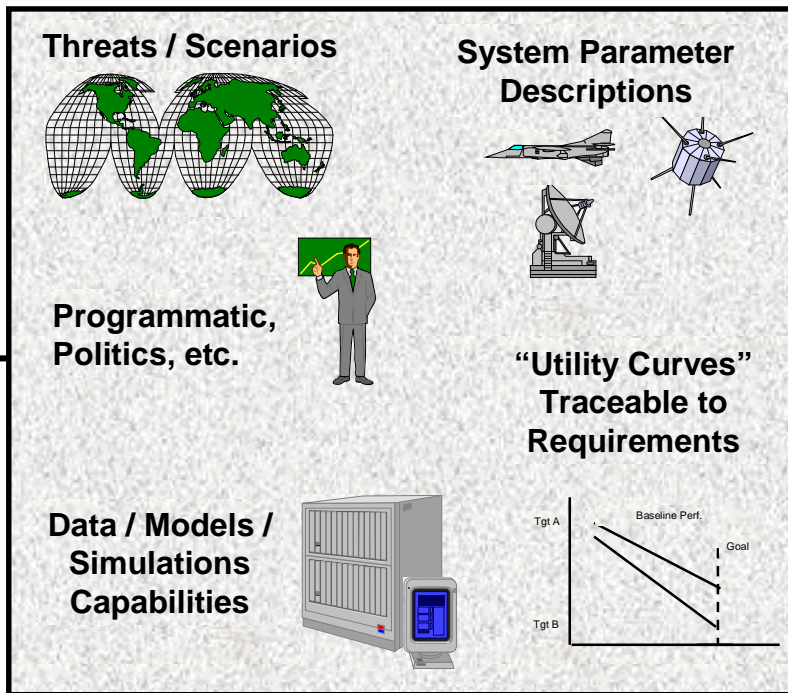 Threats / Scenarios
System Parameter
Descriptions
Programmatic,
Politics, etc.
“Utility Curves”
Traceable to
Requirements
Data / Models /
Simulations
Capabilities
Tgt A
Baseline Perf.
Goal
Tgt B